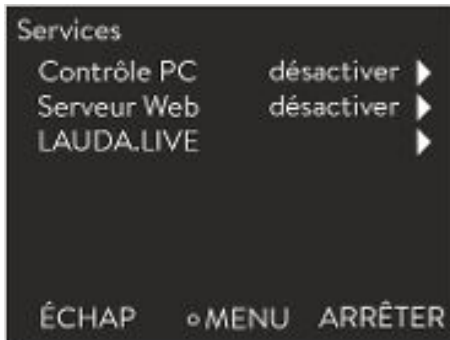 Services
Contrôle PC désactiver ▶
Serveur Web désactiver ▶
LAUDA.LIVE ▶
ÉCHAP ○ MENU ARRÊTER